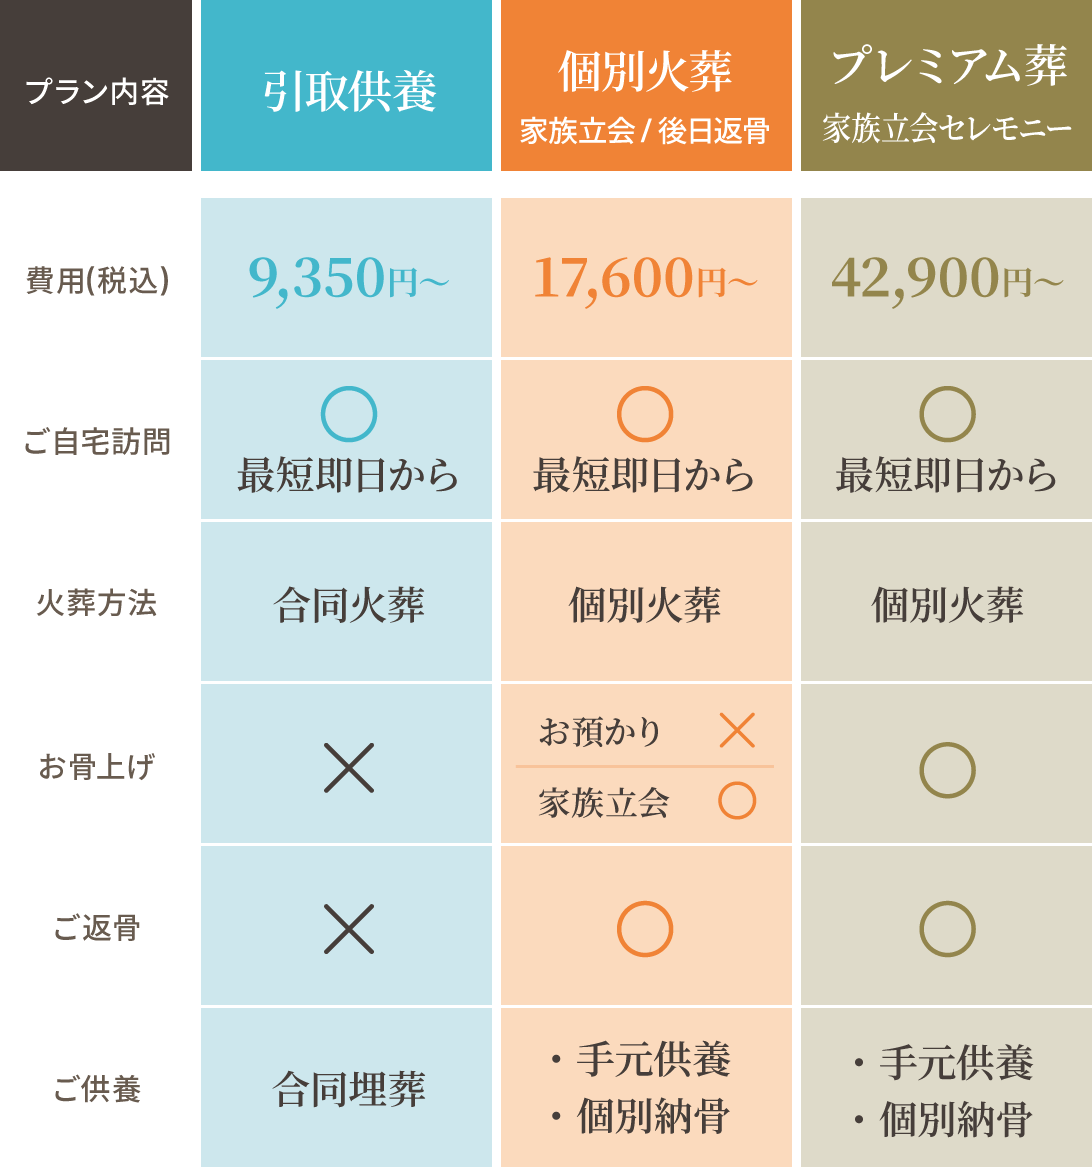 プラン内容
引取供養
個別火葬
家族立会 / 後日返骨
プレミアム葬
家族立会セレモニー
費用(税込)
9,350円〜
17,600円〜
42,900円〜
ご自宅訪問
〇
最短即日から
〇
最短即日から
〇
最短即日から
火葬方法
合同火葬
個別火葬
個別火葬
お骨上げ
×
お預かり ×
家族立会 〇
〇
ご返骨
×
〇
〇
ご供養
合同埋葬
・手元供養
・個別納骨
・手元供養
・個別納骨